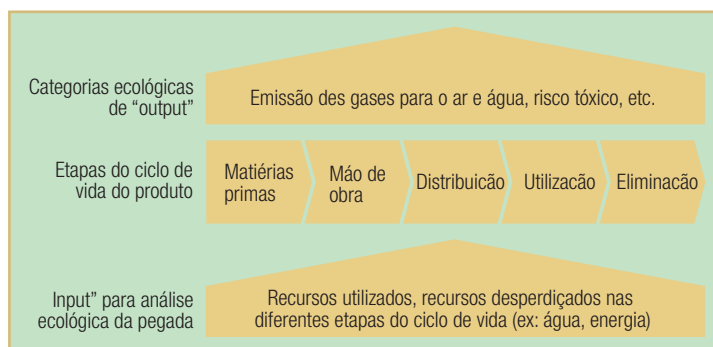 Categorias ecológicas
de “output”
Emissão des gases para o ar e água, risco tóxico, etc.
Etapas do ciclo de
vida do produto
Matiérias
primas
Máo de
obra
Distribuicão
Utilizacão
Eliminacão
Input” para análise
ecológica da pegada
Recursos utilizados, recursos desperdiçados nas
diferentes etapas do ciclo de vida (ex: água, energia)